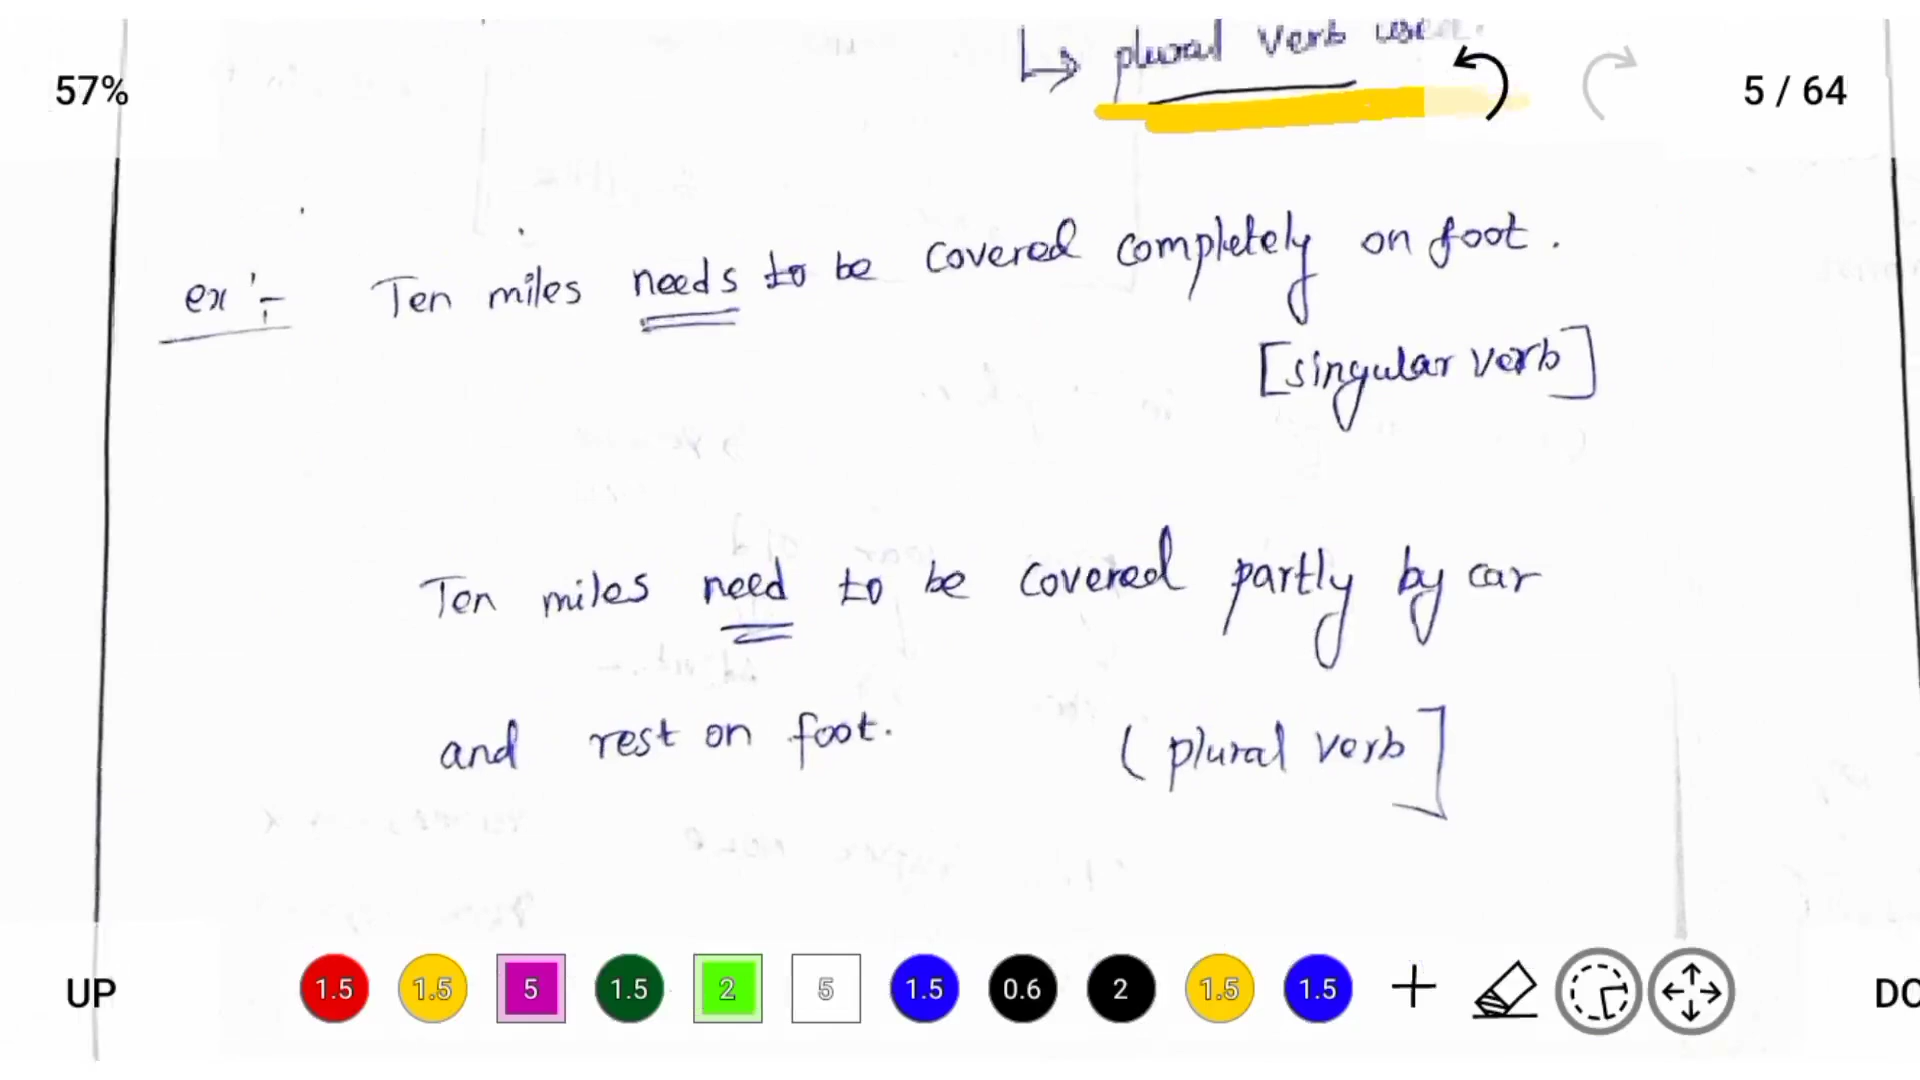 ↳ plural verb use.
57%
5 / 64
ex :- Ten miles needs to be covered completely on foot.
[singular verb]
Ten miles need to be covered partly by car
and rest on foot. (plural verb]
UP 1.5 1.5 5 1.5 2 5 1.5 0.6 2 1.5 1.5 + DO